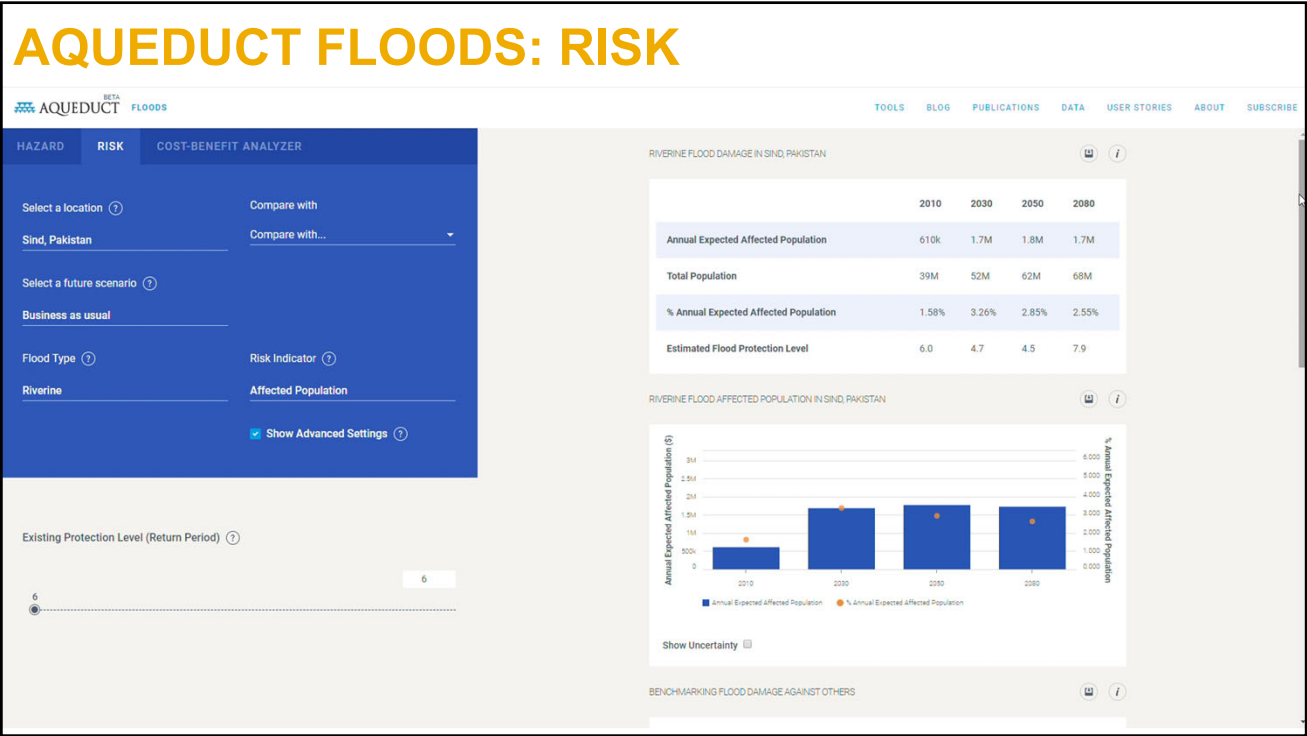 AQUEDUCT FLOODS: RISK
BETA
AQUEDUCT FLOODS
TOOLS BLOG PUBLICATIONS DATA USER STORIES ABOUT SUBSCRIBE
HAZARD RISK COST-BENEFIT ANALYZER
Select a location ?
Sind, Pakistan
Compare with
Compare with...
Select a future scenario ?
Business as usual
Flood Type ?
Riverine
Risk Indicator ?
Affected Population
Show Advanced Settings ?
Existing Protection Level (Return Period) ?
6
6
RIVERINE FLOOD DAMAGE IN SIND, PAKISTAN i
2010 2030 2050 2080
Annual Expected Affected Population 610k 1.7M 1.8M 1.7M
Total Population 39M 52M 62M 68M
% Annual Expected Affected Population 1.58% 3.26% 2.85% 2.55%
Estimated Flood Protection Level 6.0 4.7 4.5 7.9
RIVERINE FLOOD AFFECTED POPULATION IN SIND, PAKISTAN i
Annual Expected Affected Population ($)
3M
2.5M
2M
1.5M
1M
500k
0
6.000
5.000
4.000
3.000
2.000
1.000
0.000
% Annual Expected Affected Population
2010 2030 2050 2080
Annual Expected Affected Population % Annual Expected Affected Population
Show Uncertainty
BENCHMARKING FLOOD DAMAGE AGAINST OTHERS i